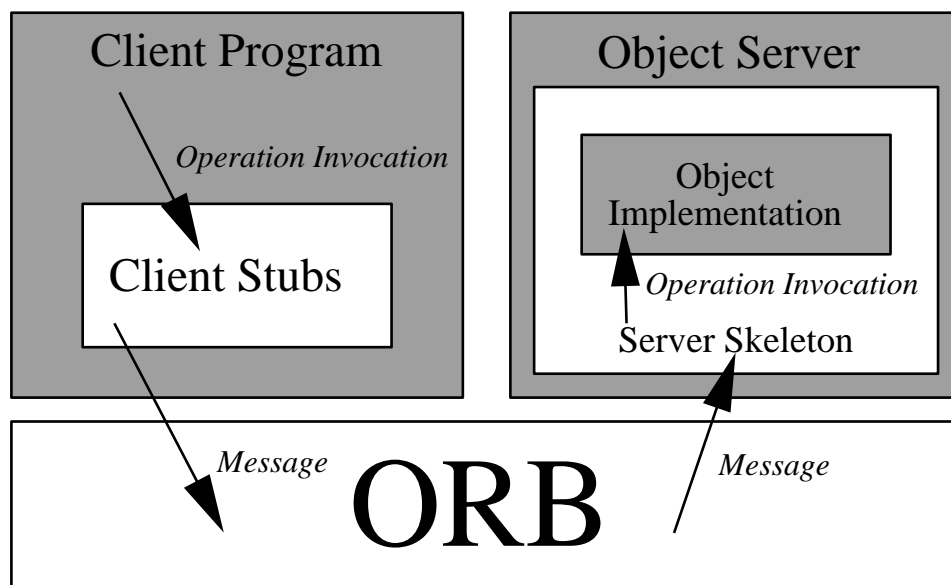 Client Program
Operation Invocation
Client Stubs
Message
Object Server
Object
Implementation
Operation Invocation
Server Skeleton
Message
ORB